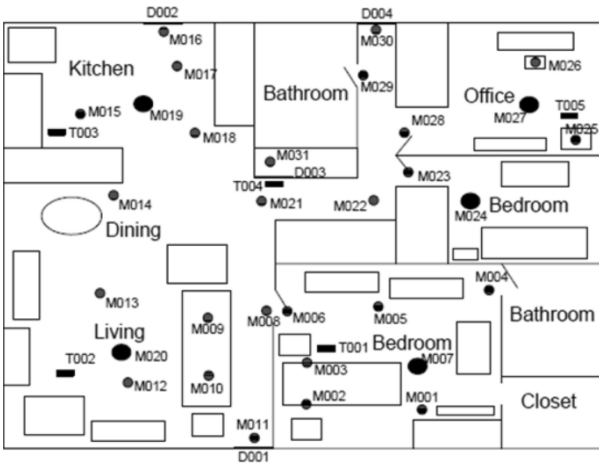 D002
D004
M016
M030
Kitchen
M017
M026
M029
Bathroom
Office
M015
M019
M027
T005
T003
M018
M028
M025
M031
D003
T004
M023
M014
M021
M022
M024
Bedroom
Dining
M004
M013
M009
M008
M006
M005
Bathroom
Living
T001
Bedroom
T002
M020
M003
M007
M012
M010
M002
M001
Closet
M011
D001